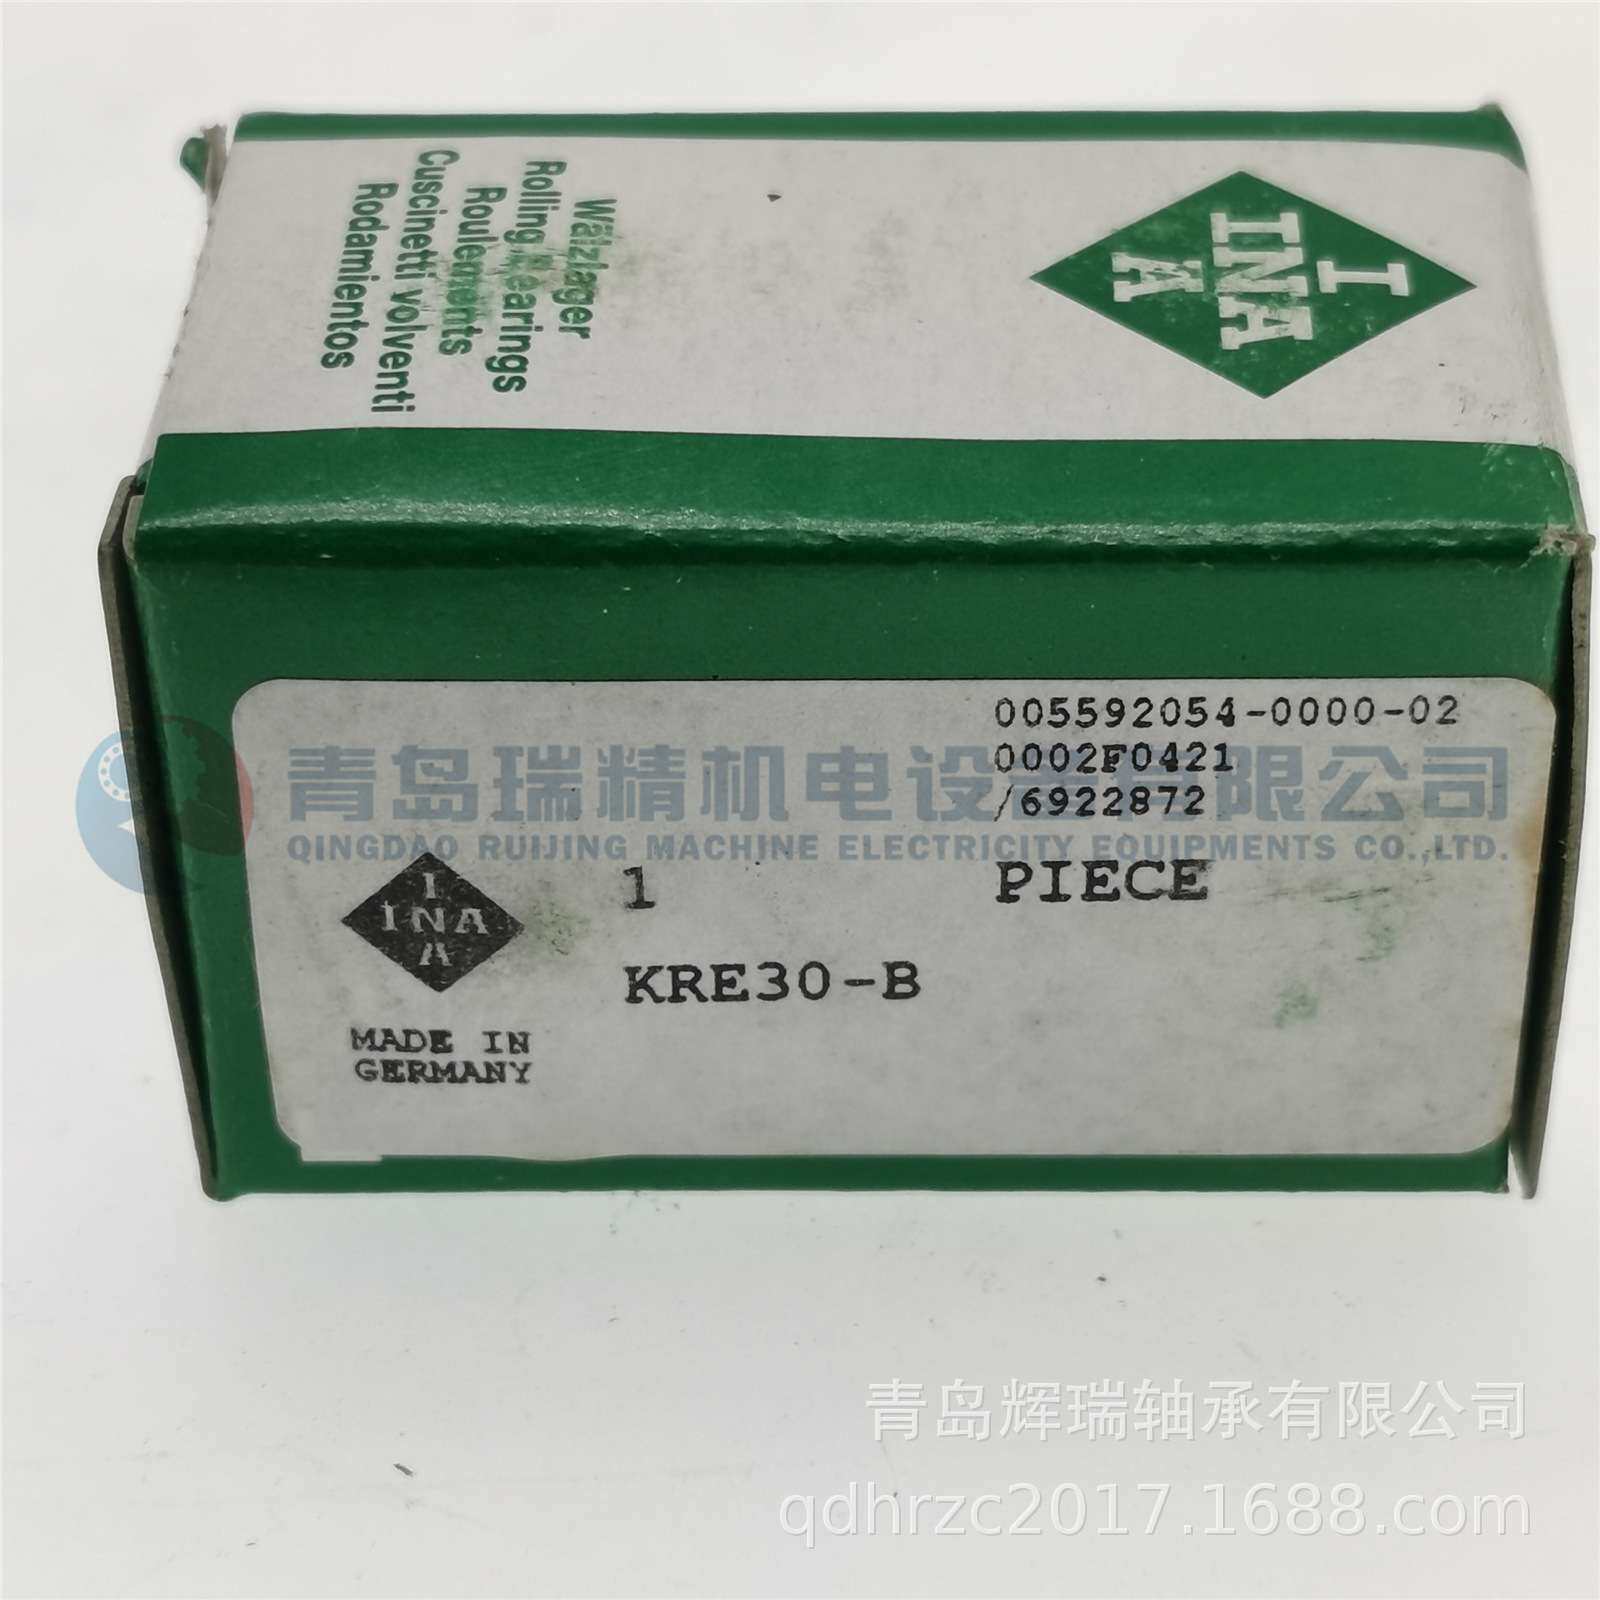 Wälzlager
Rolling Bearings
Roulements
Cuscinetti volventi
Rodamientos
I
INA
A
005592054-0000-02
0002F0421
/6922872
青岛瑞精机电设备有限公司
QINGDAO RUIJING MACHINE ELECTRICITY EQUIPMENTS CO.,LTD.
I
INA
A
1 PIECE
KRE30-B
MADE IN
GERMANY
青岛辉瑞轴承有限公司
qdhrzc2017.1688.com